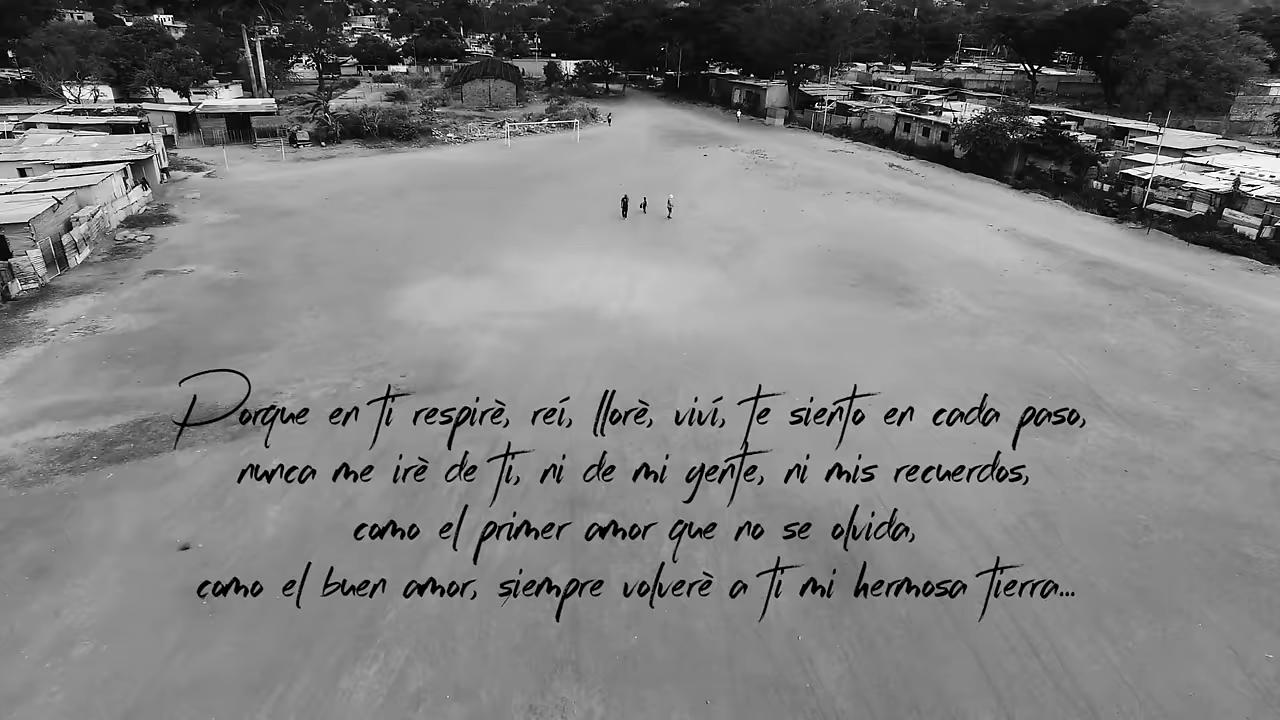 Porque en ti respirè, reí, llorè, viví, te siento en cada paso,
nunca me irè de ti, ni de mi gente, ni mis recuerdos,
como el primer amor que no se olvida,
como el buen amor, siempre volverè a ti mi hermosa tierra...